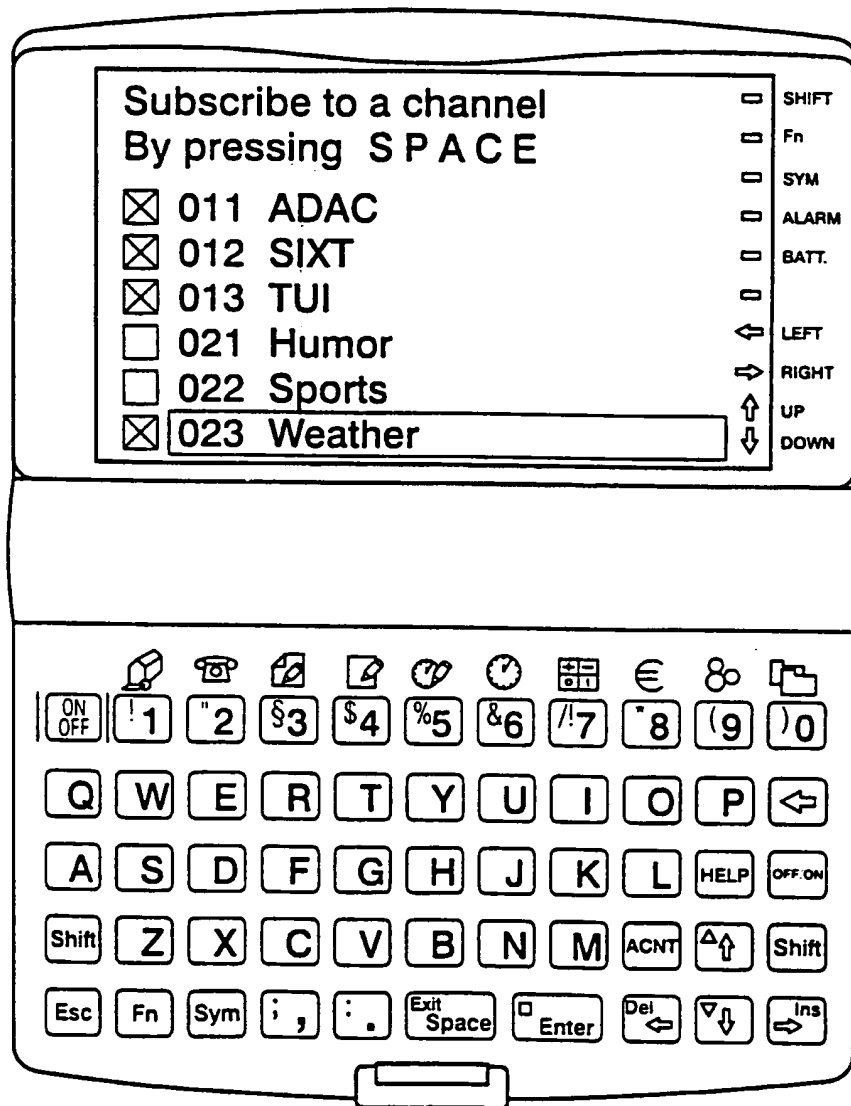 Subscribe to a channel
By pressing SPACE
011 ADAC
012 SIXT
013 TUI
021 Humor
022 Sports
023 Weather
SHIFT
Fn
SYM
ALARM
BATT.
LEFT
RIGHT
UP
DOWN
ON OFF ! 1 " 2 § 3 $ 4 % 5 & 6 /! 7 * 8 ( 9 ) 0
Q W E R T Y U I O P
A S D F G H J K L HELP OFF.ON
Shift Z X C V B N M ACNT Shift
Esc Fn Sym ; , : . Exit Space Enter Del Ins